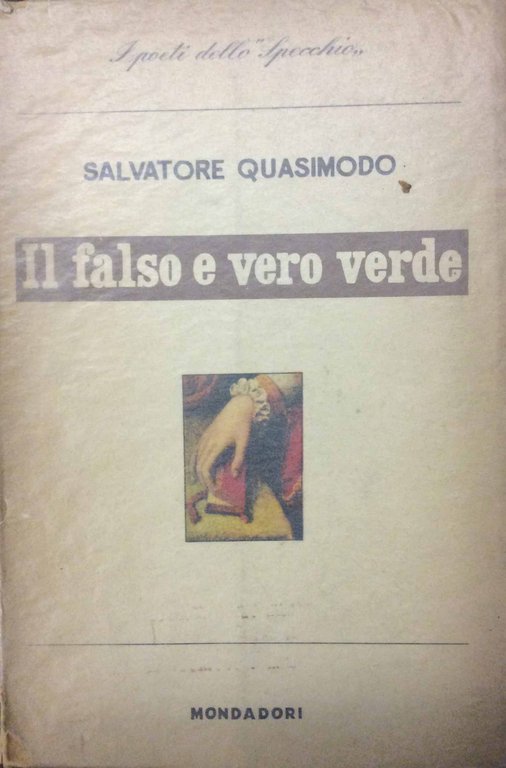 I poeti dello "Specchio"
SALVATORE QUASIMODO
Il falso e vero verde
MONDADORI